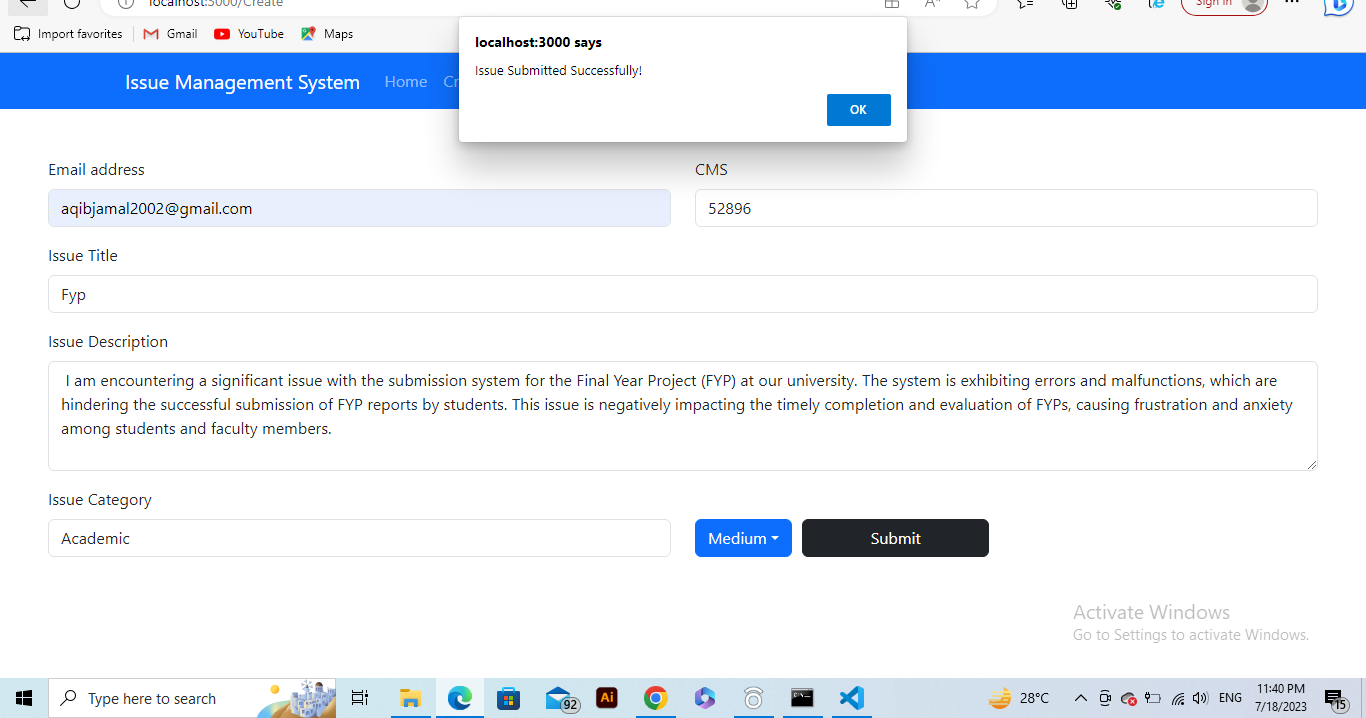 localhost:3000/Create
Sign in
Import favorites
Gmail
YouTube
Maps
localhost:3000 says
Issue Submitted Successfully!
OK
Issue Management System
Home
Cr
Email address
CMS
aqibjamal2002@gmail.com
52896
Issue Title
Fyp
Issue Description
I am encountering a significant issue with the submission system for the Final Year Project (FYP) at our university. The system is exhibiting errors and malfunctions, which are
hindering the successful submission of FYP reports by students. This issue is negatively impacting the timely completion and evaluation of FYPs, causing frustration and anxiety
among students and faculty members.
Issue Category
Academic
Medium
Submit
Activate Windows
Go to Settings to activate Windows.
Type here to search
92
Ai
28°C
ENG
11:40 PM
7/18/2023
15